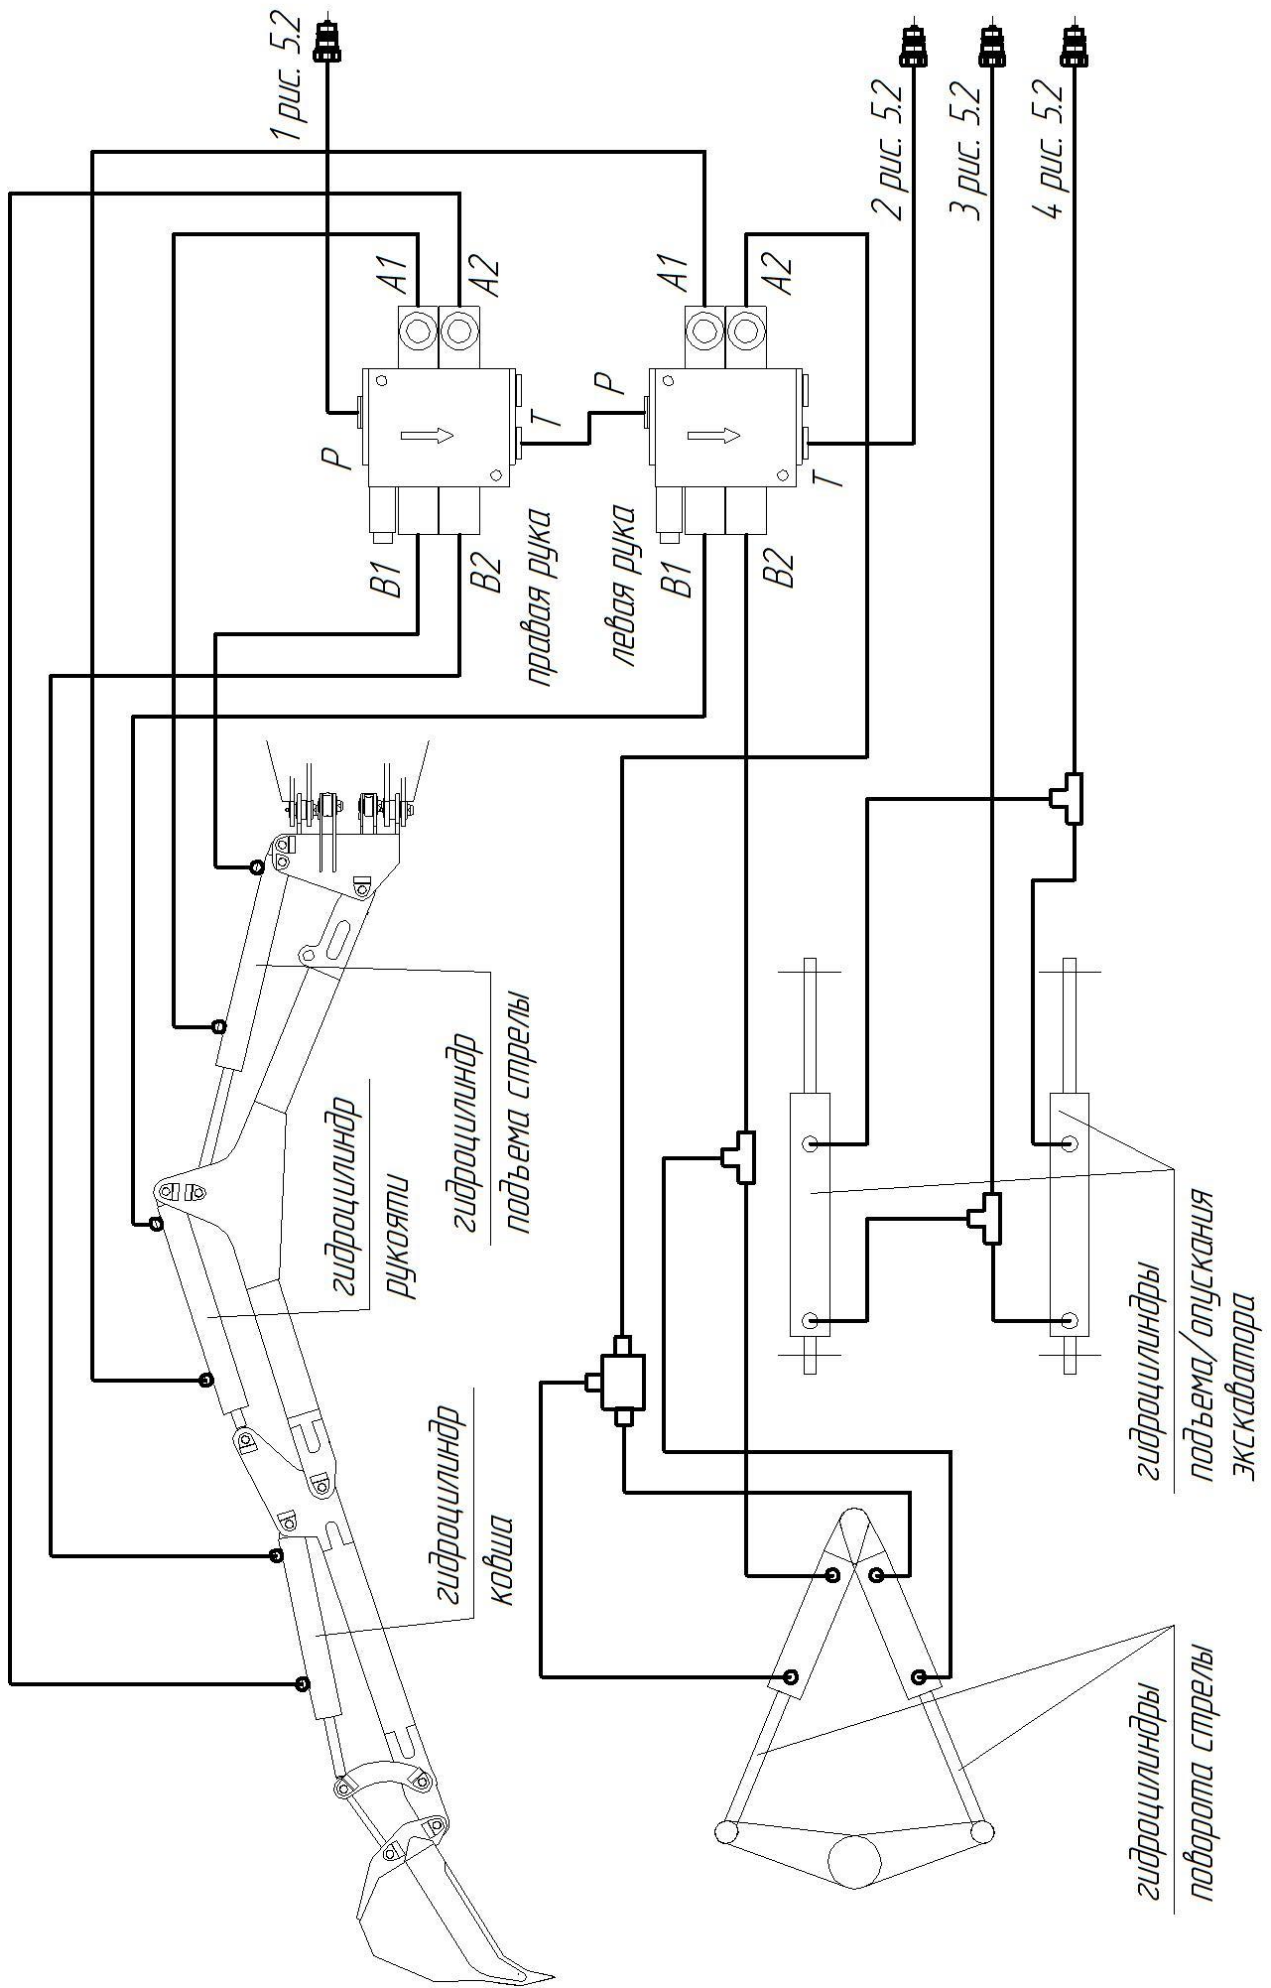 1 рис. 5.2
P
гидроцилиндр
рукояти
B1
A1
гидроцилиндр
ковша
гидроцилиндр
подъема стрелы
B2
A2
правая рука
T
P
левая рука
B1
A1
B2
A2
T
2 рис. 5.2
3 рис. 5.2
4 рис. 5.2
гидроцилиндры
поворота стрелы
гидроцилиндры
подъема/опускания
экскаватора